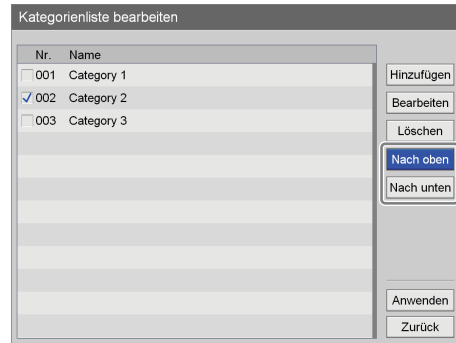 Kategorienliste bearbeiten
Nr. Name
001 Category 1
002 Category 2
003 Category 3
Hinzufügen
Bearbeiten
Löschen
Nach oben
Nach unten
Anwenden
Zurück